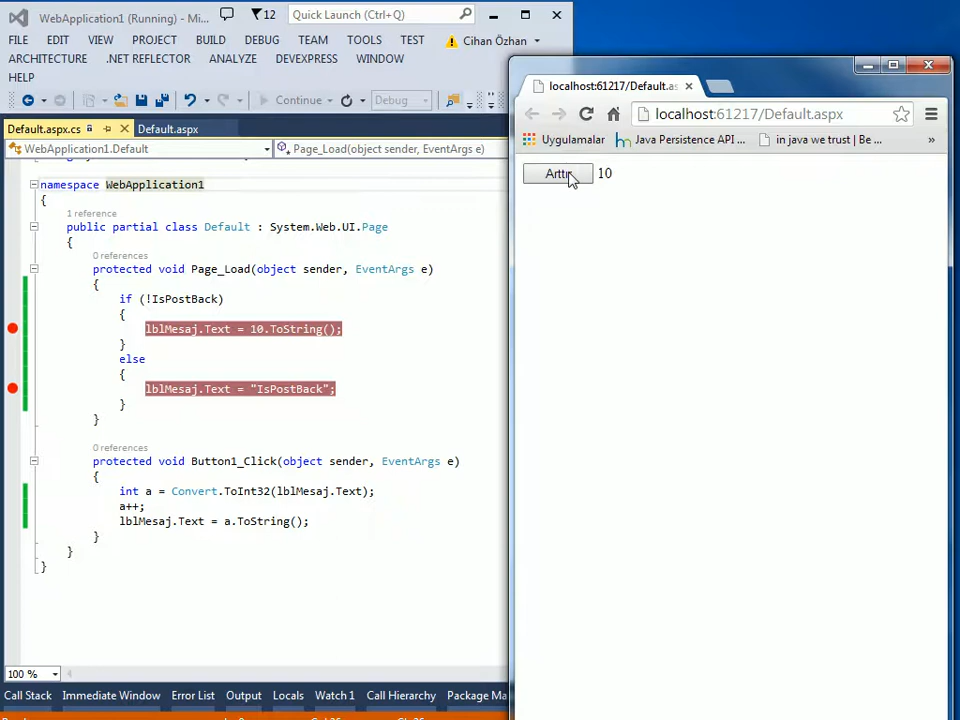 WebApplication1 (Running) - Mi...
12
Quick Launch (Ctrl+Q)
FILE EDIT VIEW PROJECT BUILD DEBUG TEAM TOOLS TEST
Cihan Özhan
ARCHITECTURE .NET REFLECTOR ANALYZE DEVEXPRESS WINDOW
HELP
Continue
Debug
Default.aspx.cs
Default.aspx
WebApplication1.Default
Page_Load(object sender, EventArgs e)
namespace WebApplication1
{
1 reference
public partial class Default : System.Web.UI.Page
{
0 references
protected void Page_Load(object sender, EventArgs e)
{
if (!IsPostBack)
{
lblMesaj.Text = 10.ToString();
}
else
{
lblMesaj.Text = "IsPostBack";
}
}
0 references
protected void Button1_Click(object sender, EventArgs e)
{
int a = Convert.ToInt32(lblMesaj.Text);
a++;
lblMesaj.Text = a.ToString();
}
}
}
100 %
Call Stack Immediate Window Error List Output Locals Watch 1 Call Hierarchy Package Ma
localhost:61217/Default.as
localhost:61217/Default.aspx
Uygulamalar
Java Persistence API ...
in java we trust | Be ...
»
10